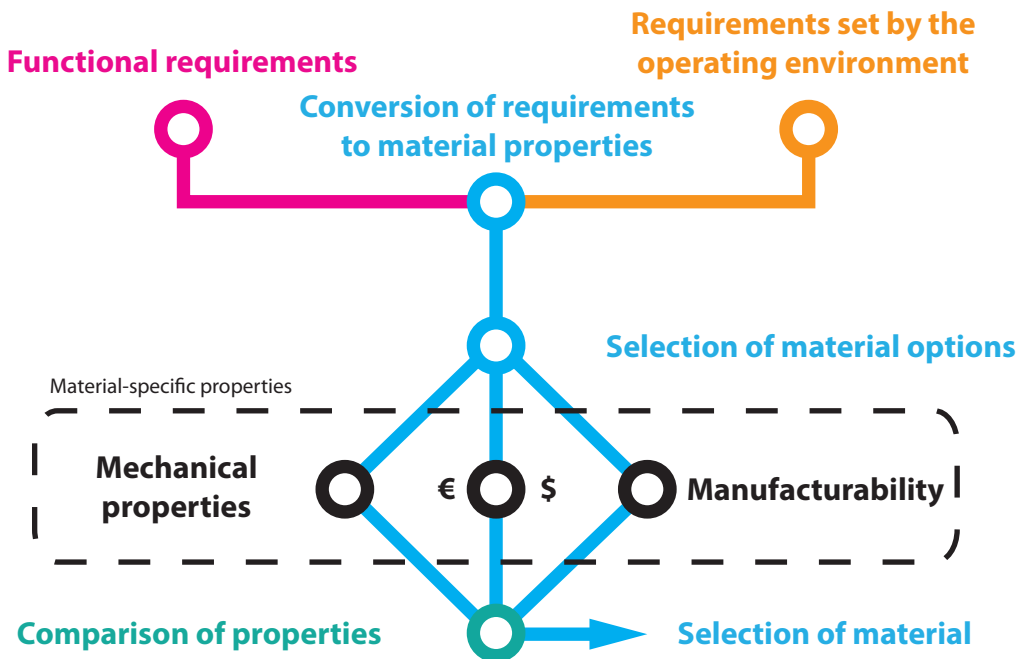 Functional requirements
Requirements set by the
operating environment
Conversion of requirements
to material properties
Selection of material options
Material-specific properties
Mechanical
properties
€
$
Manufacturability
Comparison of properties
Selection of material